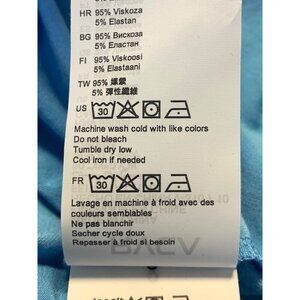 HR 95% Viskoza
5% Elastan
BG 95% Вискоза
5% Еластан
FI 95% Viskoosi
5% Elastaani
TW 95% 嫘縈
5% 彈性纖維
US 30
Machine wash cold with like colors
Do not bleach
Tumble dry low
Cool iron if needed
FR 30
Lavage en machine à froid avec des
couleurs semblables
Ne pas blanchir
Secher cycle doux
Repasser à froid si besoin